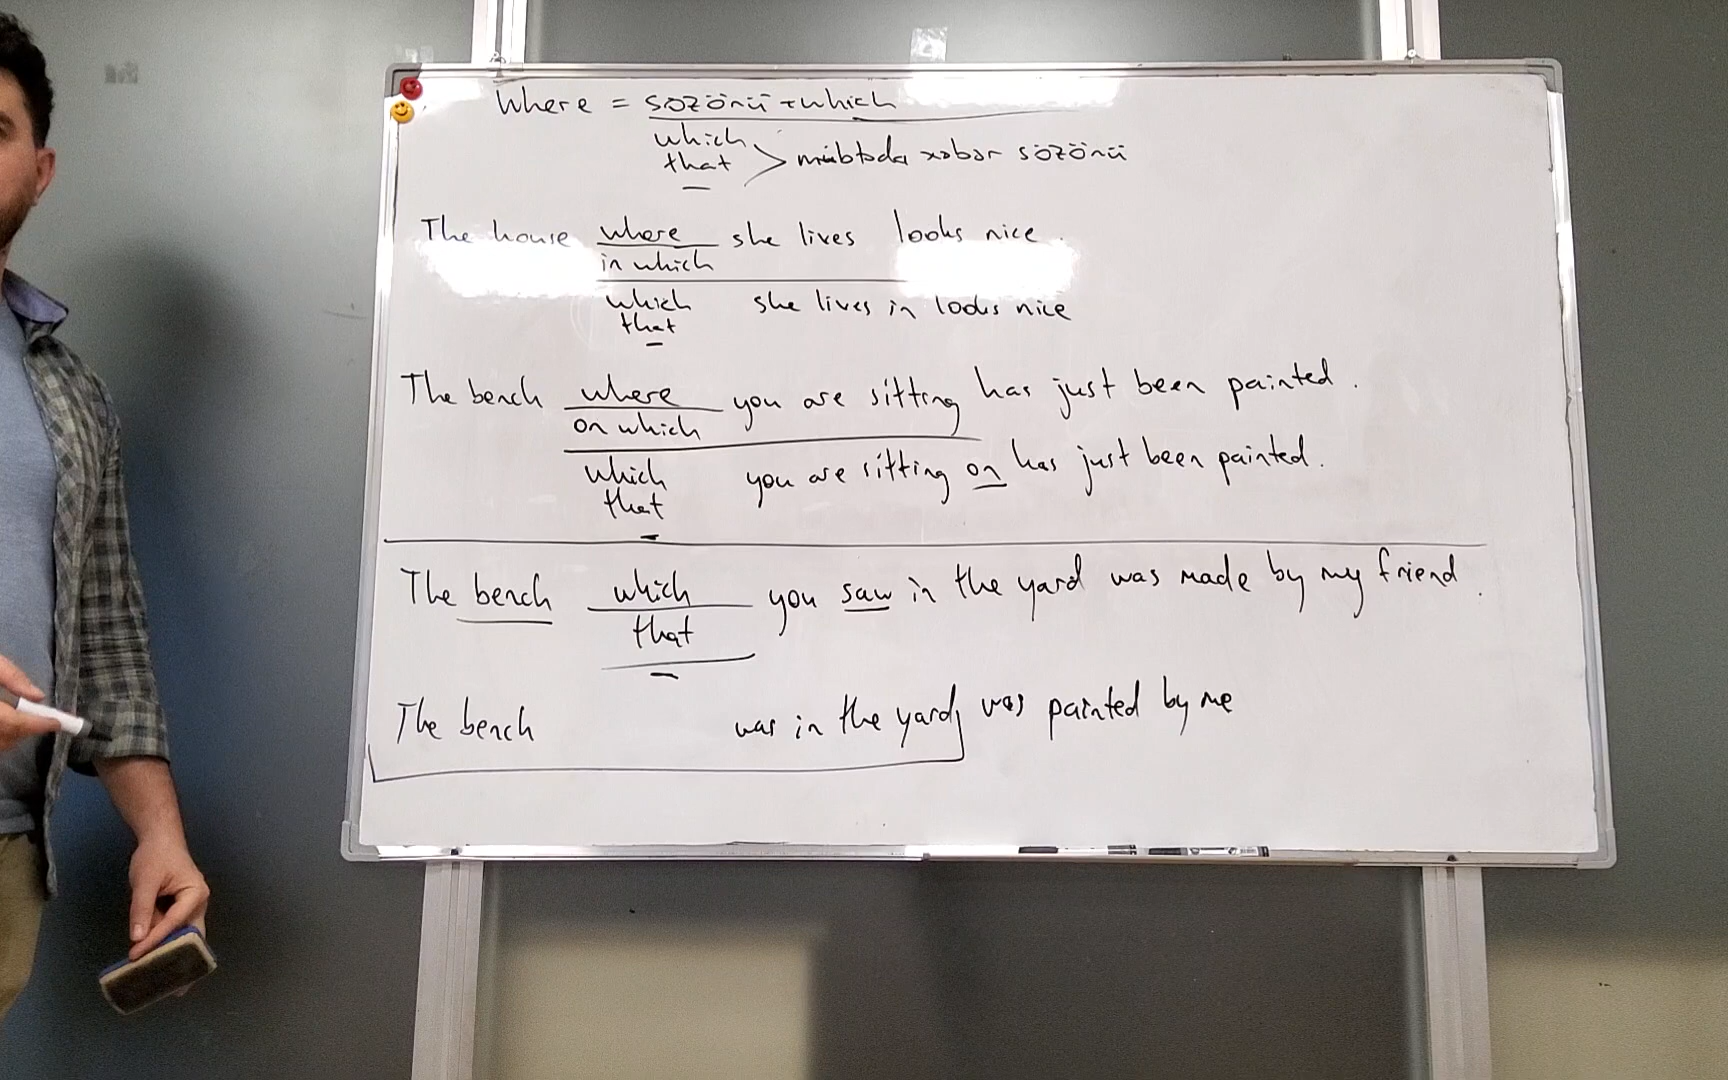 Where = sözönü + which
which
that > mübtəda xəbər sözönü
—
The house where she lives looks nice.
in which
which she lives in looks nice
that
—
The bench where you are sitting has just been painted.
on which
which you are sitting on has just been painted.
that
—
The bench which you saw in the yard was made by my friend.
that
—
The bench was in the yard, was painted by me